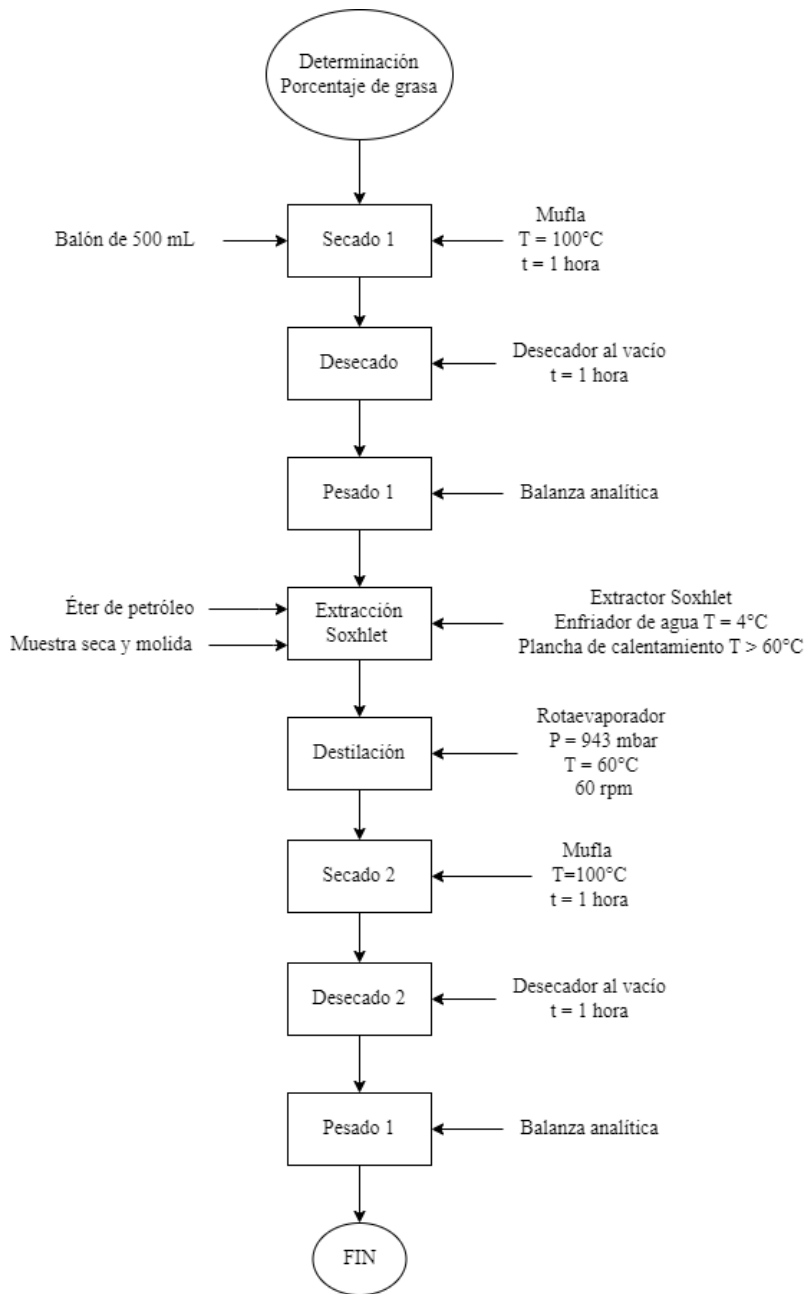 Determinación
Porcentaje de grasa
Balón de 500 mL
Secado 1
Mufla
T = 100°C
t = 1 hora
Desecado
Desecador al vacío
t = 1 hora
Pesado 1
Balanza analítica
Éter de petróleo
Muestra seca y molida
Extracción
Soxhlet
Extractor Soxhlet
Enfriador de agua T = 4°C
Plancha de calentamiento T > 60°C
Destilación
Rotaevaporador
P = 943 mbar
T = 60°C
60 rpm
Secado 2
Mufla
T=100°C
t = 1 hora
Desecado 2
Desecador al vacío
t = 1 hora
Pesado 1
Balanza analítica
FIN